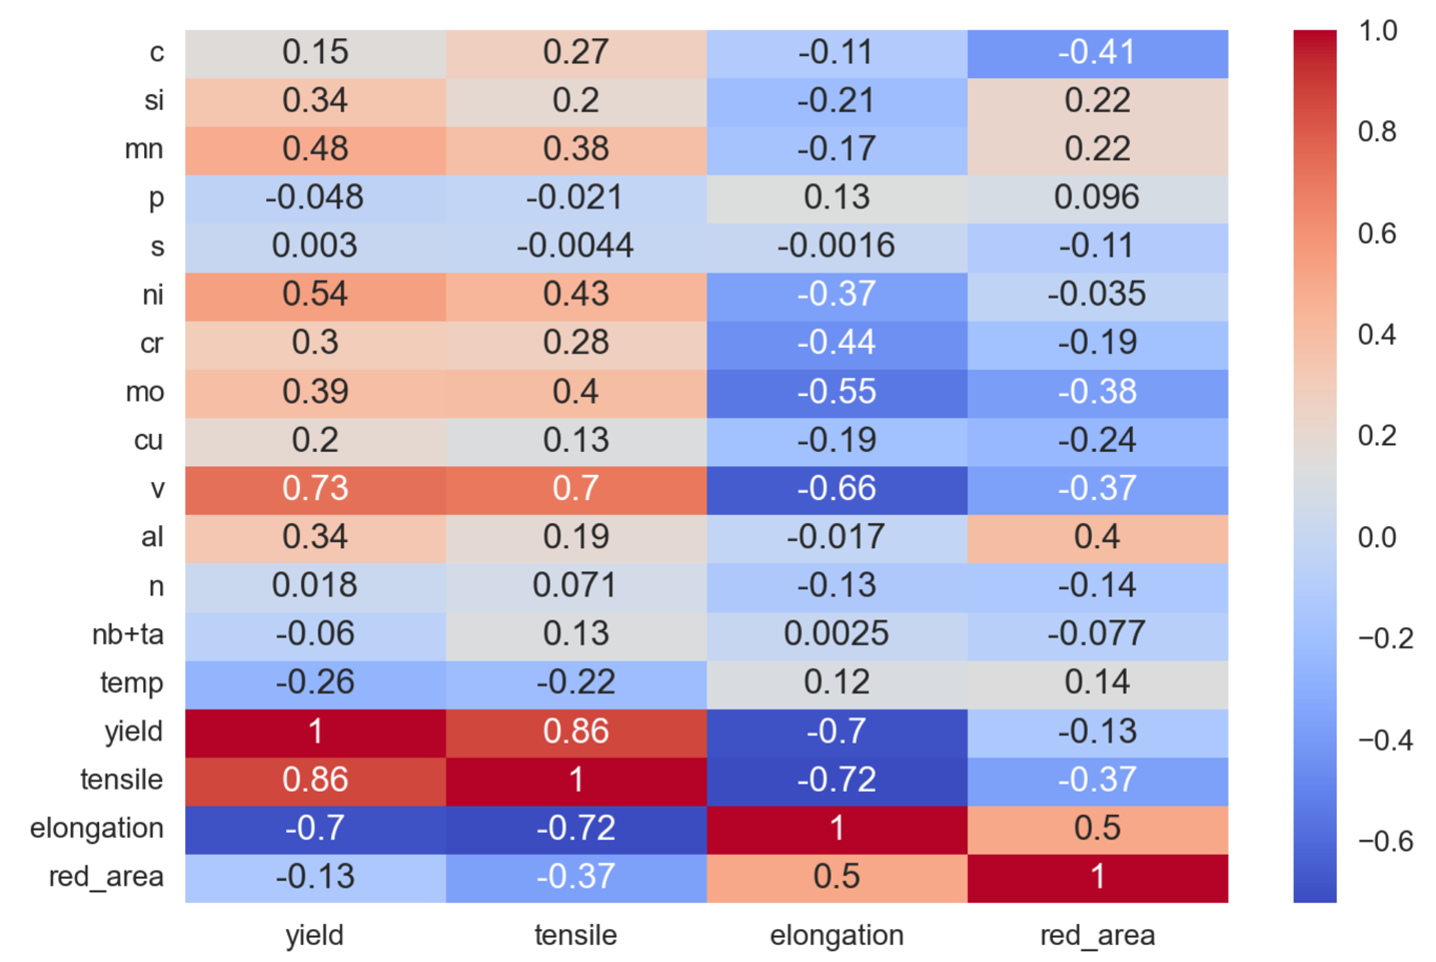 c 0.15 0.27 -0.11 -0.41
si 0.34 0.2 -0.21 0.22
mn 0.48 0.38 -0.17 0.22
p -0.048 -0.021 0.13 0.096
s 0.003 -0.0044 -0.0016 -0.11
ni 0.54 0.43 -0.37 -0.035
cr 0.3 0.28 -0.44 -0.19
mo 0.39 0.4 -0.55 -0.38
cu 0.2 0.13 -0.19 -0.24
v 0.73 0.7 -0.66 -0.37
al 0.34 0.19 -0.017 0.4
n 0.018 0.071 -0.13 -0.14
nb+ta -0.06 0.13 0.0025 -0.077
temp -0.26 -0.22 0.12 0.14
yield 1 0.86 -0.7 -0.13
tensile 0.86 1 -0.72 -0.37
elongation -0.7 -0.72 1 0.5
red_area -0.13 -0.37 0.5 1
yield tensile elongation red_area
1.0
0.8
0.6
0.4
0.2
0.0
−0.2
−0.4
−0.6